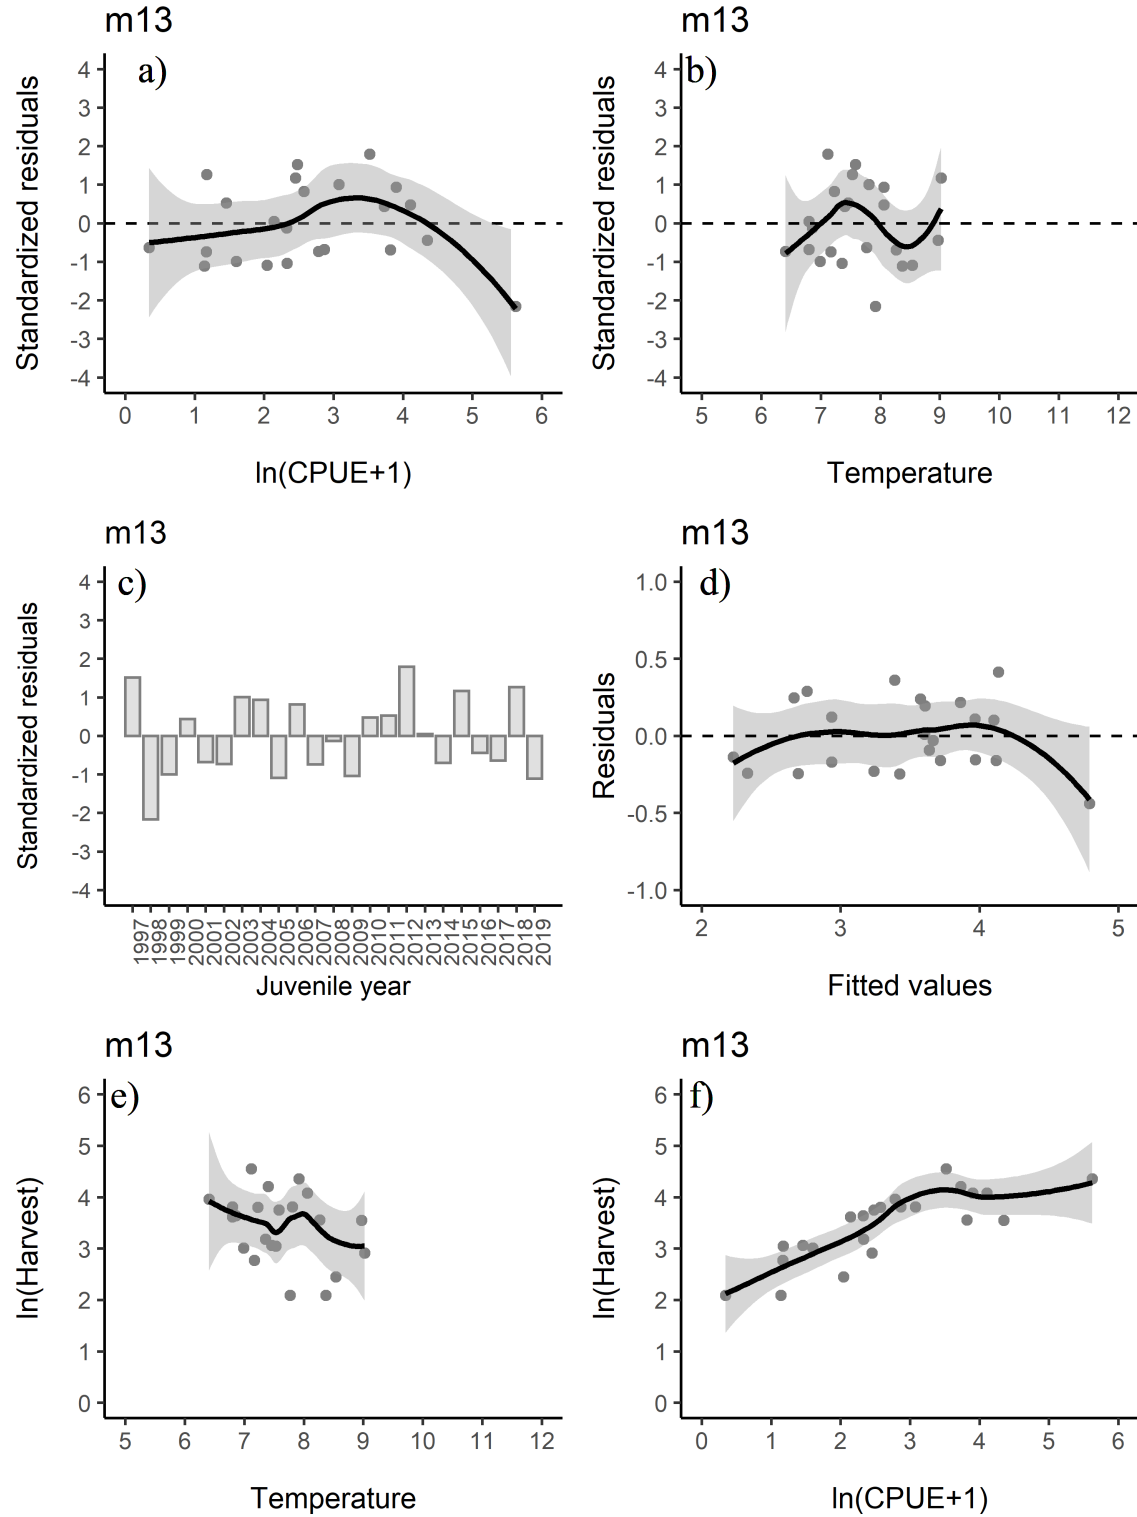 m13
a)
Standardized residuals
4
3
2
1
0
-1
-2
-3
-4
0 1 2 3 4 5 6
ln(CPUE+1)
m13
b)
Standardized residuals
4
3
2
1
0
-1
-2
-3
-4
5 6 7 8 9 10 11 12
Temperature
m13
c)
Standardized residuals
4
3
2
1
0
-1
-2
-3
-4
1997 1998 1999 2000 2001 2002 2003 2004 2005 2006 2007 2008 2009 2010 2011 2012 2013 2014 2015 2016 2017 2018 2019
Juvenile year
m13
d)
Residuals
1.0
0.5
0.0
-0.5
-1.0
2 3 4 5
Fitted values
m13
e)
ln(Harvest)
6
5
4
3
2
1
0
5 6 7 8 9 10 11 12
Temperature
m13
f)
ln(Harvest)
6
5
4
3
2
1
0
0 1 2 3 4 5 6
ln(CPUE+1)